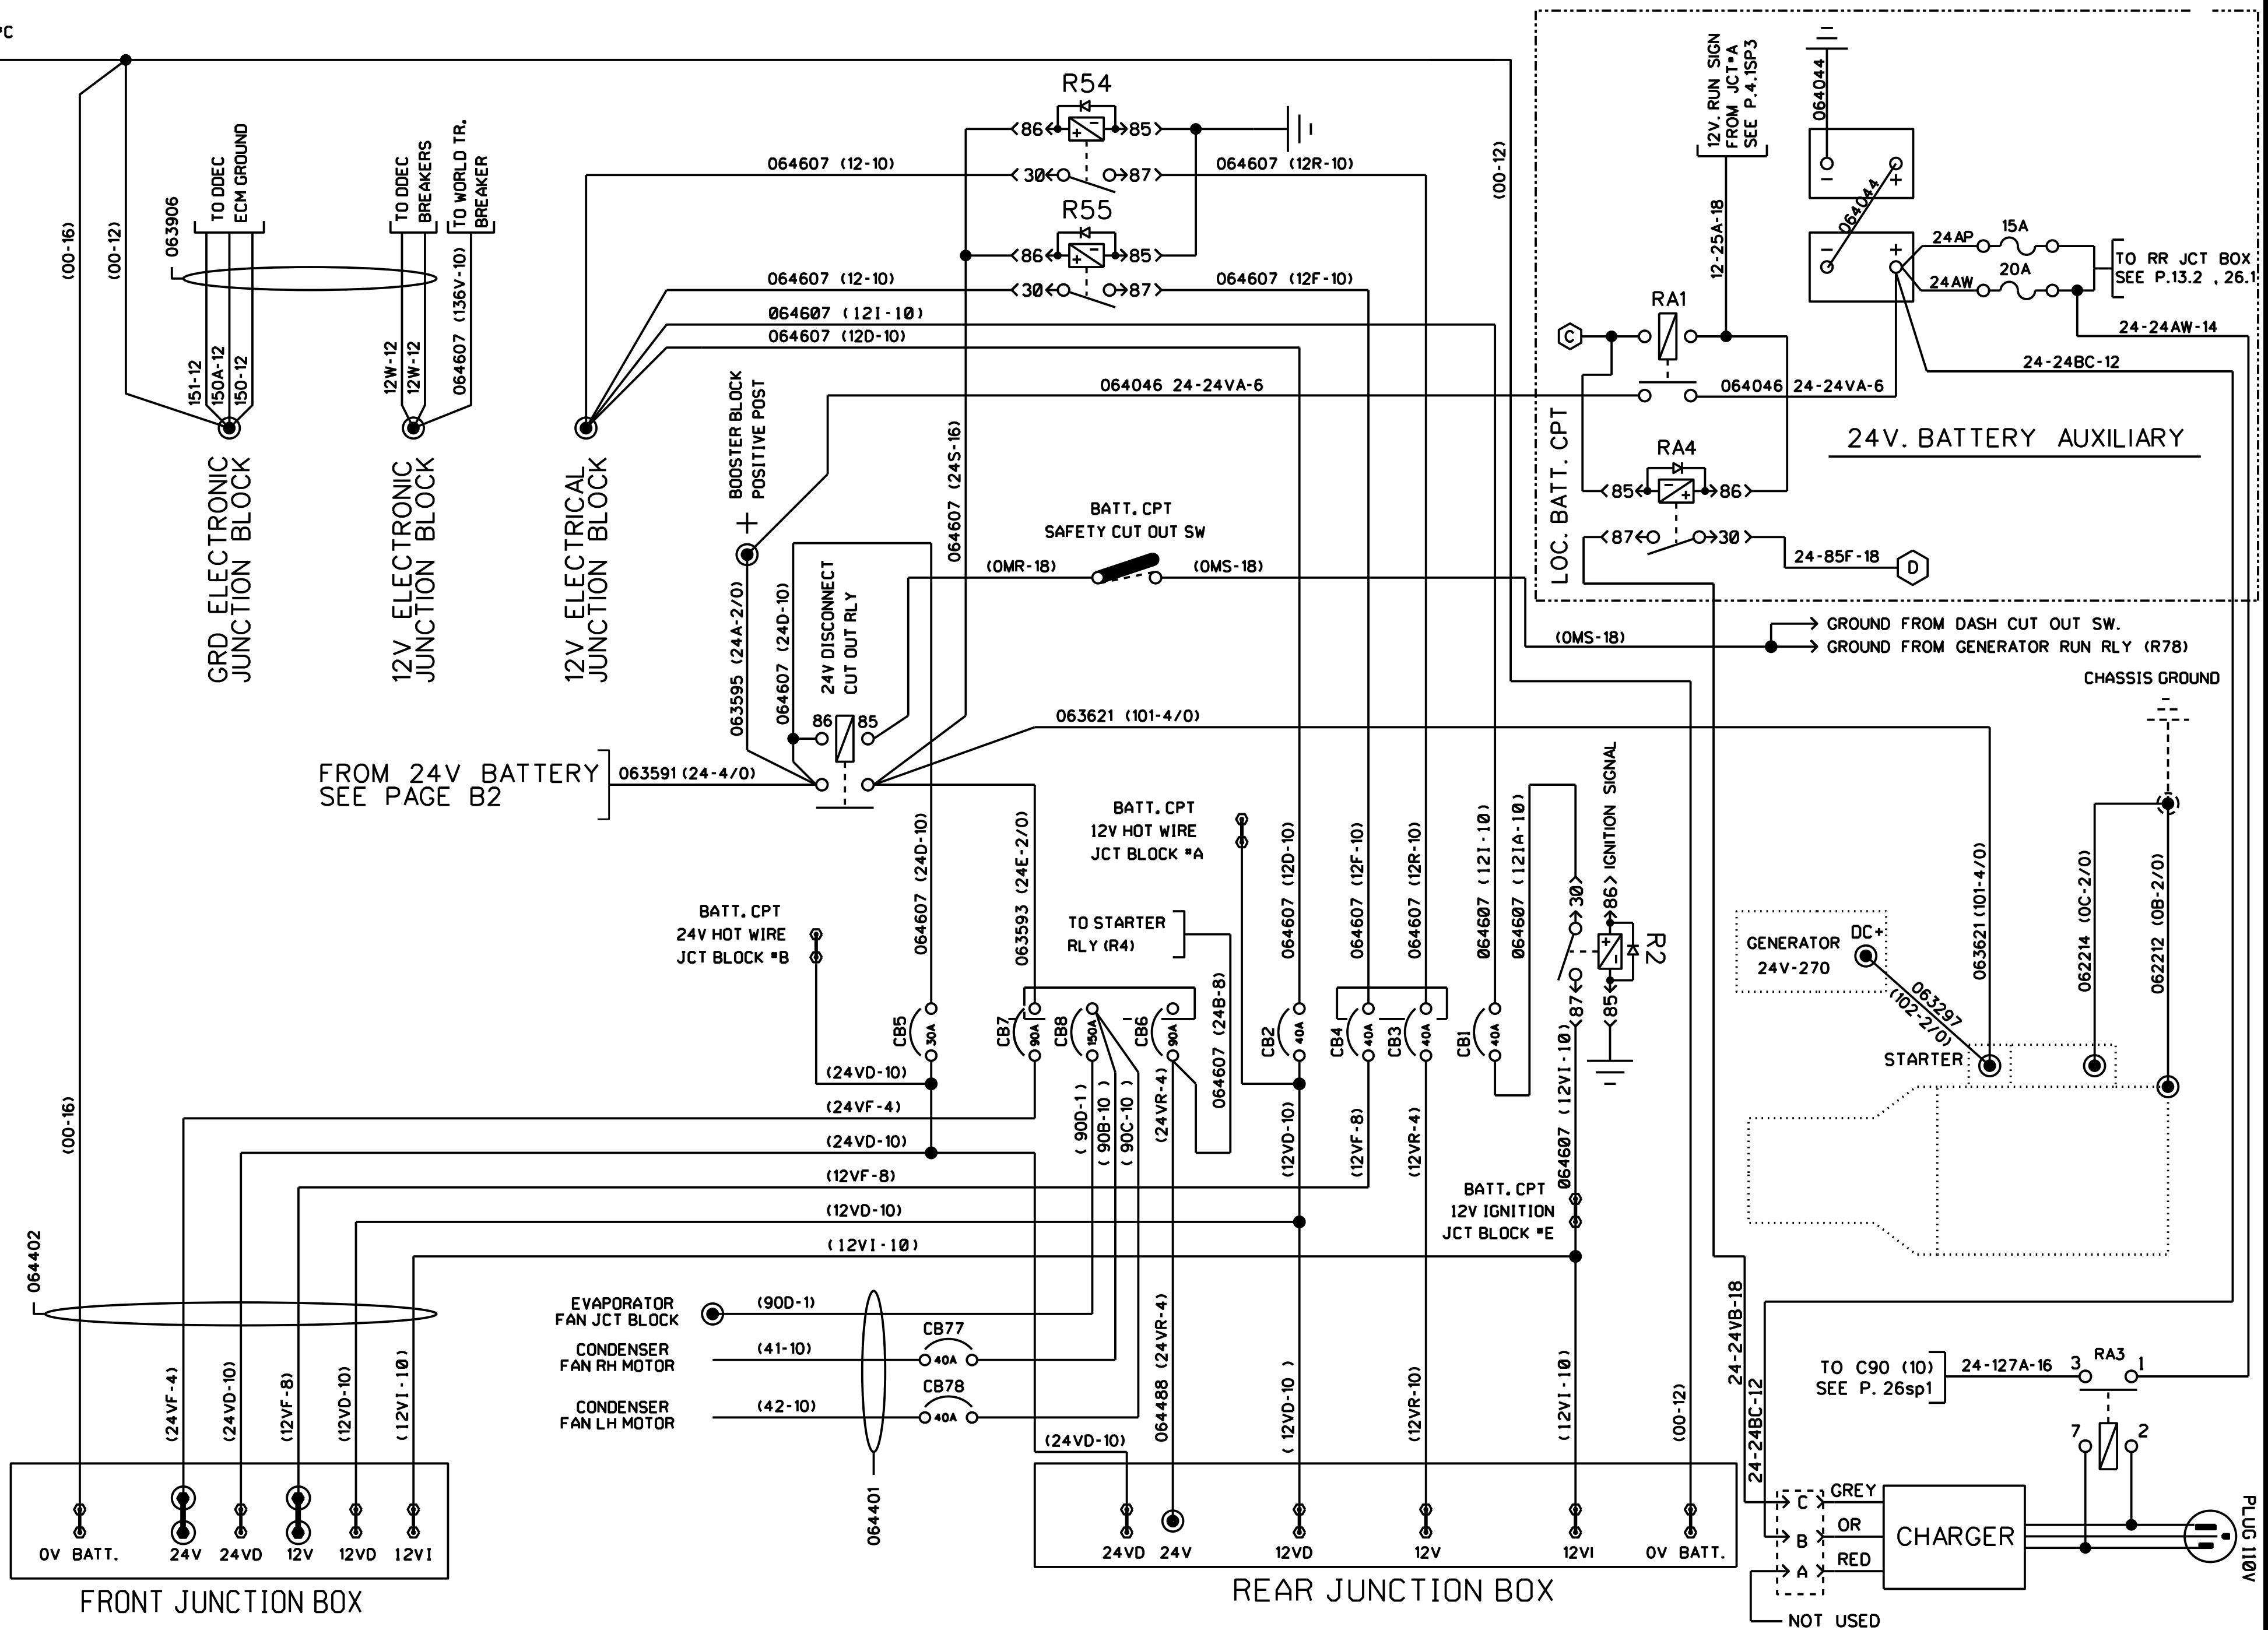 PC
R54
86
85
30
87
064607 (12-10)
064607 (12R-10)
R55
86
85
30
87
064607 (12-10)
064607 (12F-10)
064607 (12I-10)
064607 (12D-10)
064046 24-24VA-6
(00-16)
(00-12)
063906
TO DDEC
ECM GROUND
TO DDEC
BREAKERS
TO WORLD TR.
BREAKER
151-12
150A-12
150-12
12W-12
12W-12
064607 (136V-10)
GRD ELECTRONIC
JUNCTION BLOCK
12V ELECTRONIC
JUNCTION BLOCK
12V ELECTRICAL
JUNCTION BLOCK
BOOSTER BLOCK
POSITIVE POST
+
064607 (24S-16)
(00-12)
12V. RUN SIGN
FROM JCT*A
SEE P.4.1SP3
12-25A-18
064044
-
+
064044
-
+
24AP
15A
24AW
20A
TO RR JCT BOX
SEE P.13.2 , 26.1
24-24AW-14
24-24BC-12
C
RA1
064046 24-24VA-6
RA4
85
86
87
30
24-85F-18
D
24V. BATTERY AUXILIARY
LOC. BATT. CPT
BATT. CPT
SAFETY CUT OUT SW
(0MR-18)
(0MS-18)
(0MS-18)
GROUND FROM DASH CUT OUT SW.
GROUND FROM GENERATOR RUN RLY (R78)
CHASSIS GROUND
063595 (24A-2/0)
064607 (24D-10)
24V DISCONNECT
CUT OUT RLY
86
85
063621 (101-4/0)
FROM 24V BATTERY
SEE PAGE B2
063591 (24-4/0)
BATT. CPT
12V HOT WIRE
JCT BLOCK *A
BATT. CPT
24V HOT WIRE
JCT BLOCK *B
TO STARTER
RLY (R4)
064607 (24D-10)
063593 (24E-2/0)
064607 (24B-8)
064607 (12D-10)
064607 (12F-10)
064607 (12R-10)
064607 (12I-10)
064607 (12IA-10)
IGNITION SIGNAL
30
86
R2
87
85
064607 (12VI-10)
GENERATOR
24V-270
DC+
063297
(102-2/0)
063621 (101-4/0)
062214 (0C-2/0)
062212 (0B-2/0)
STARTER
CB5
30A
CB7
90A
CB8
150A
CB6
90A
CB2
40A
CB4
40A
CB3
40A
CB1
40A
(24VD-10)
(24VF-4)
(24VD-10)
(12VF-8)
(12VD-10)
(12VI-10)
(90D-1)
(90B-10)
(90C-10)
(24VR-4)
(12VD-10)
(12VF-8)
(12VR-4)
BATT. CPT
12V IGNITION
JCT BLOCK *E
(00-16)
064402
EVAPORATOR
FAN JCT BLOCK
(90D-1)
CONDENSER
FAN RH MOTOR
(41-10)
CB77
40A
CONDENSER
FAN LH MOTOR
(42-10)
CB78
40A
064401
(24VF-4)
(24VD-10)
(12VF-8)
(12VD-10)
(12VI-10)
(24VD-10)
064488 (24VR-4)
(12VD-10)
(12VR-10)
(12VI-10)
(00-12)
24-24VB-18
24-24BC-12
TO C90 (10)
SEE P. 26sp1
24-127A-16
3
RA3
1
7
2
0V BATT.
24V
24VD
12V
12VD
12VI
FRONT JUNCTION BOX
24VD
24V
12VD
12V
12VI
0V BATT.
REAR JUNCTION BOX
C
GREY
B
OR
A
RED
CHARGER
NOT USED
PLUG 110V